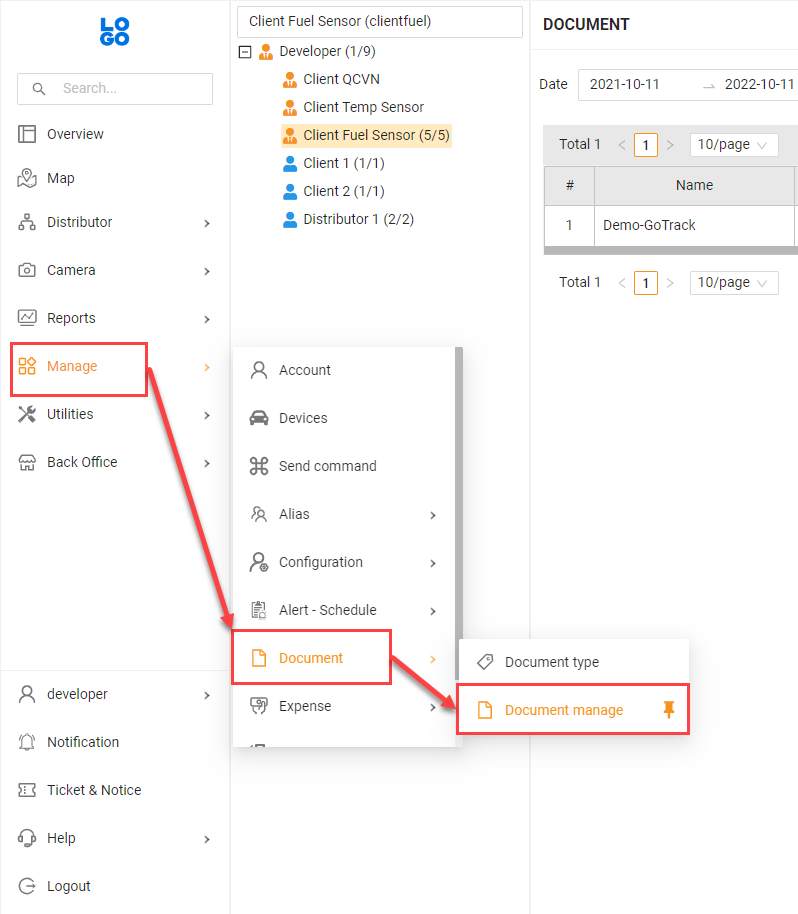 LO
GO
Search...
Overview
Map
Distributor
Camera
Reports
Manage
Utilities
Back Office
developer
Notification
Ticket & Notice
Help
Logout
Client Fuel Sensor (clientfuel)
Developer (1/9)
Client QCVN
Client Temp Sensor
Client Fuel Sensor (5/5)
Client 1 (1/1)
Client 2 (1/1)
Distributor 1 (2/2)
Account
Devices
Send command
Alias
Configuration
Alert - Schedule
Document
Expense
Document type
Document manage
DOCUMENT
Date 2021-10-11 → 2022-10-11
Total 1 < 1 > 10/page
# Name
1 Demo-GoTrack
Total 1 < 1 > 10/page